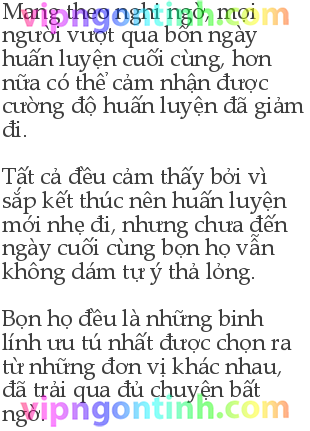 Mang theo nghi ngờ, mọi
người vượt qua bốn ngày
huấn luyện cuối cùng, hơn
nữa có thể cảm nhận được
cường độ huấn luyện đã giảm
đi.
Tất cả đều cảm thấy bởi vì
sắp kết thúc nên huấn luyện
mới nhẹ đi, nhưng chưa đến
ngày cuối cùng bọn họ vẫn
không dám tự ý thả lỏng.
Bọn họ đều là những binh
lính ưu tú nhất được chọn ra
từ những đơn vị khác nhau,
đã trải qua đủ chuyện bất
ngờ.
vipngontinh.com
vipngontinh.com
vipngontinh.com